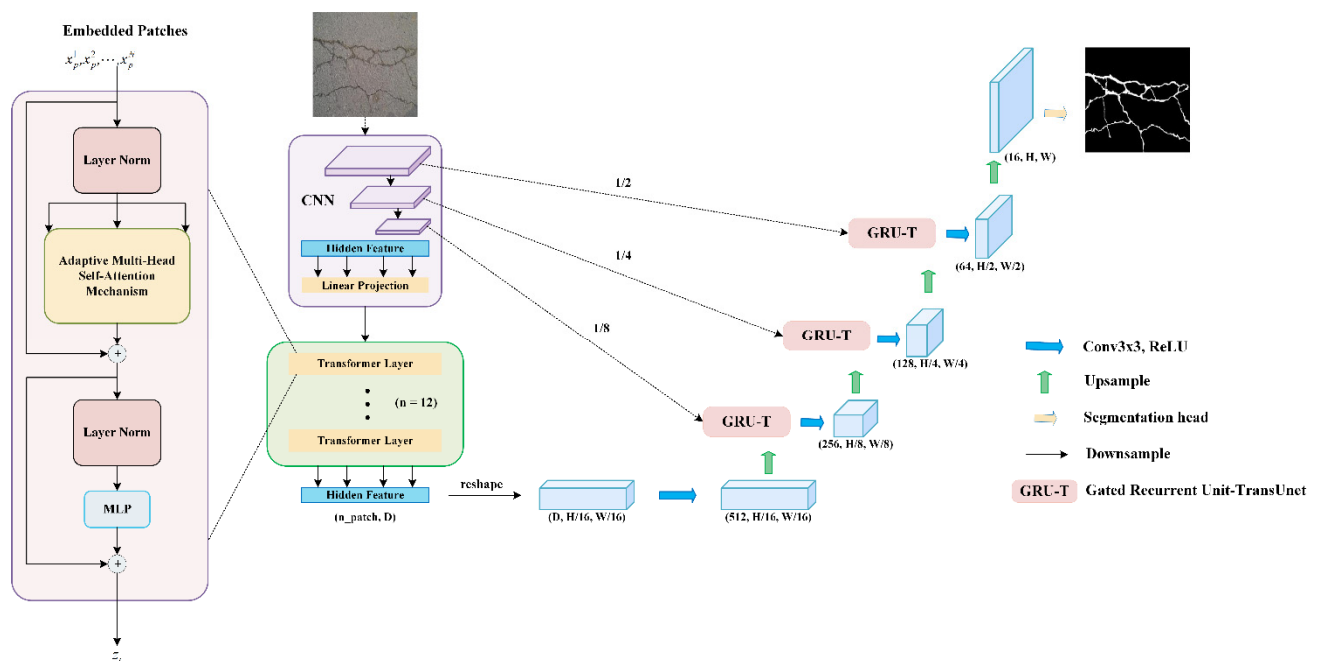 Embedded Patches
x_p^1, x_p^2, ⋯, x_p^N
Layer Norm
Adaptive Multi-Head
Self-Attention
Mechanism
+
Layer Norm
MLP
+
CNN
Hidden Feature
Linear Projection
Transformer Layer
(n = 12)
Transformer Layer
Hidden Feature
(n_patch, D)
reshape
(D, H/16, W/16)
(512, H/16, W/16)
1/2
1/4
1/8
GRU-T
(256, H/8, W/8)
GRU-T
(128, H/4, W/4)
GRU-T
(64, H/2, W/2)
(16, H, W)
Conv3x3, ReLU
Upsample
Segmentation head
Downsample
GRU-T Gated Recurrent Unit-TransUnet